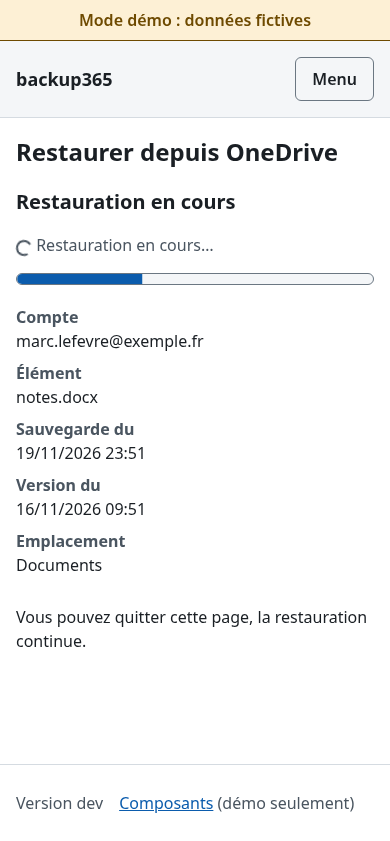 Mode démo : données fictives
backup365
Menu
Restaurer depuis OneDrive
Restauration en cours
Restauration en cours…
Compte
marc.lefevre@exemple.fr
Élément
notes.docx
Sauvegarde du
19/11/2026 23:51
Version du
16/11/2026 09:51
Emplacement
Documents
Vous pouvez quitter cette page, la restauration
continue.
Version dev Composants (démo seulement)